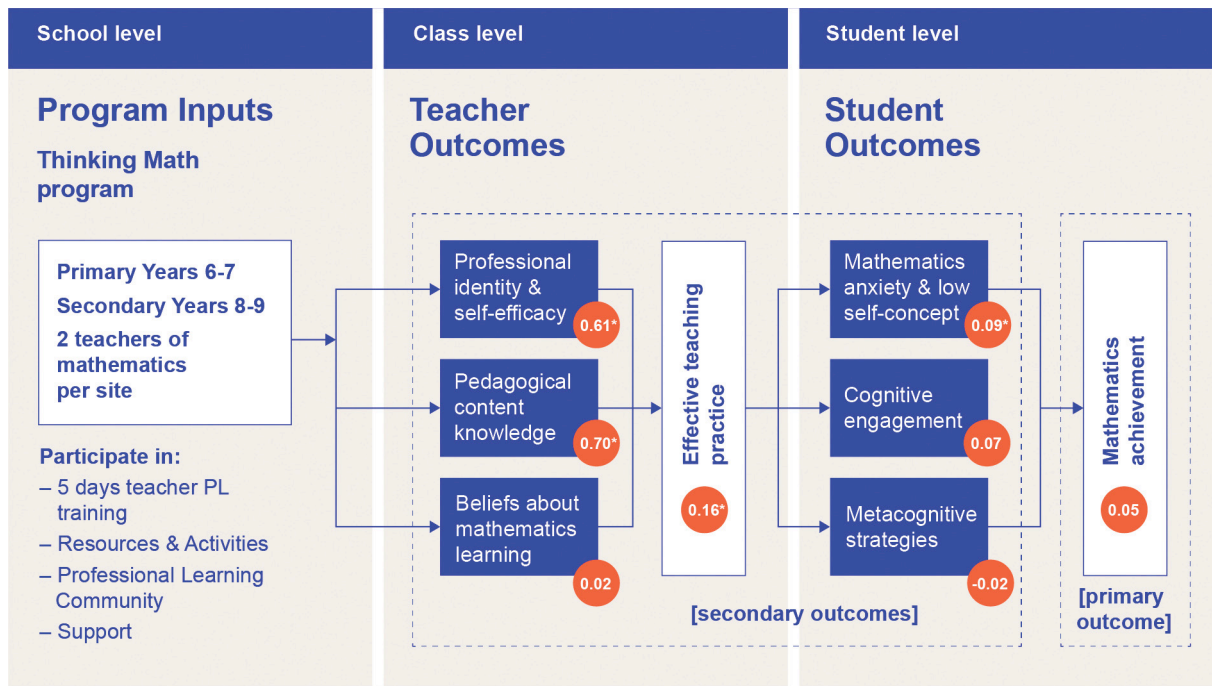 School level
Program Inputs
Thinking Math
program
Primary Years 6-7
Secondary Years 8-9
2 teachers of
mathematics
per site
Participate in:
– 5 days teacher PL
training
– Resources & Activities
– Professional Learning
Community
– Support
Class level
Teacher
Outcomes
Professional
identity &
self-efficacy
0.61*
Pedagogical
content
knowledge
0.70*
Beliefs about
mathematics
learning
0.02
Effective teaching
practice
0.16*
[secondary outcomes]
Student level
Student
Outcomes
Mathematics
anxiety & low
self-concept
0.09*
Cognitive
engagement
0.07
Metacognitive
strategies
-0.02
Mathematics
achievement
0.05
[primary
outcome]